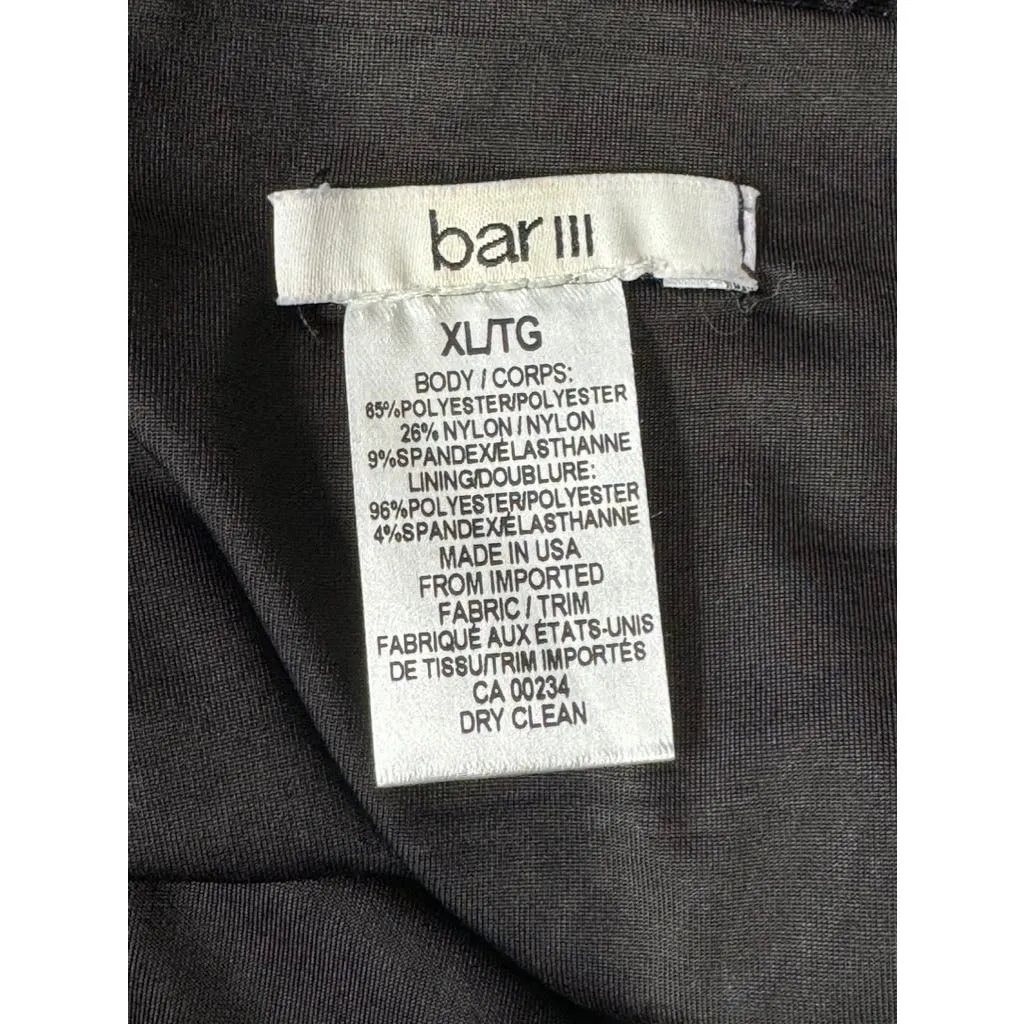 bar III
XL/TG
BODY / CORPS:
65%POLYESTER/POLYESTER
26% NYLON / NYLON
9%SPANDEX/ÉLASTHANNE
LINING/DOUBLURE:
96%POLYESTER/POLYESTER
4%SPANDEX/ÉLASTHANNE
MADE IN USA
FROM IMPORTED
FABRIC / TRIM
FABRIQUÉ AUX ÉTATS-UNIS
DE TISSU/TRIM IMPORTÉS
CA 00234
DRY CLEAN